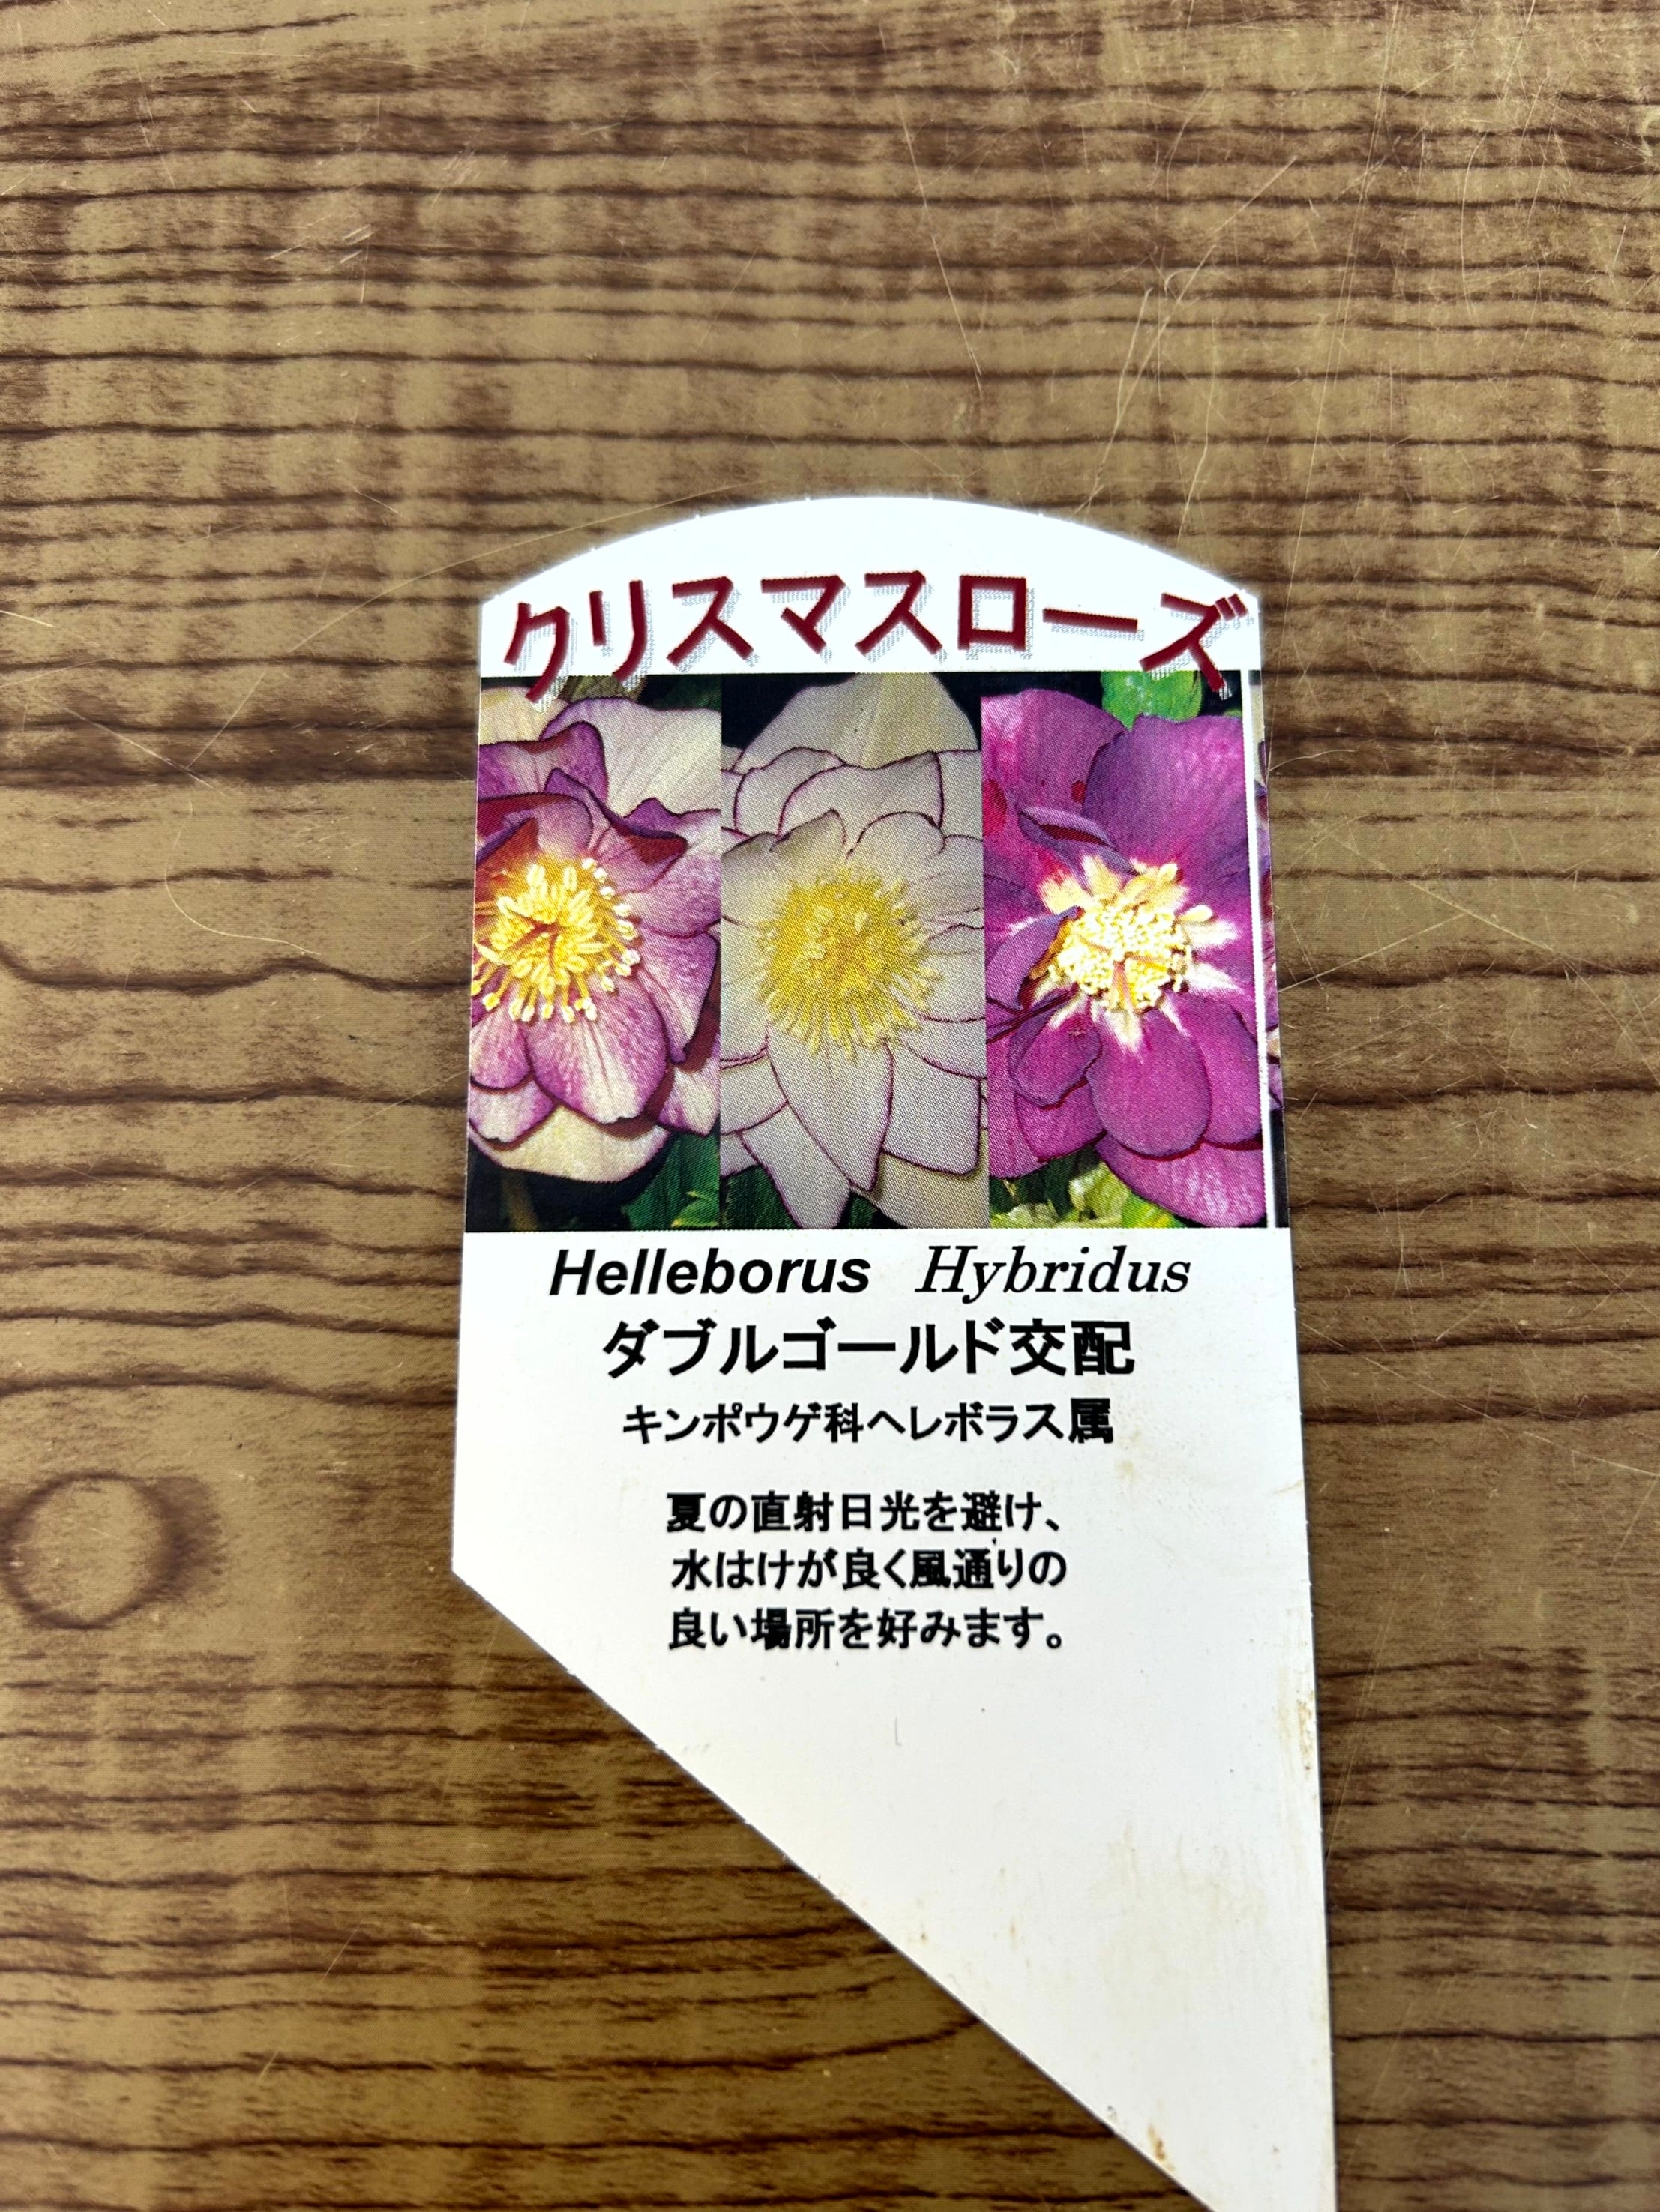 クリスマスローズ
Helleborus Hybridus
ダブルゴールド交配
キンポウゲ科ヘレボラス属
夏の直射日光を避け、
水はけが良く風通りの
良い場所を好みます。